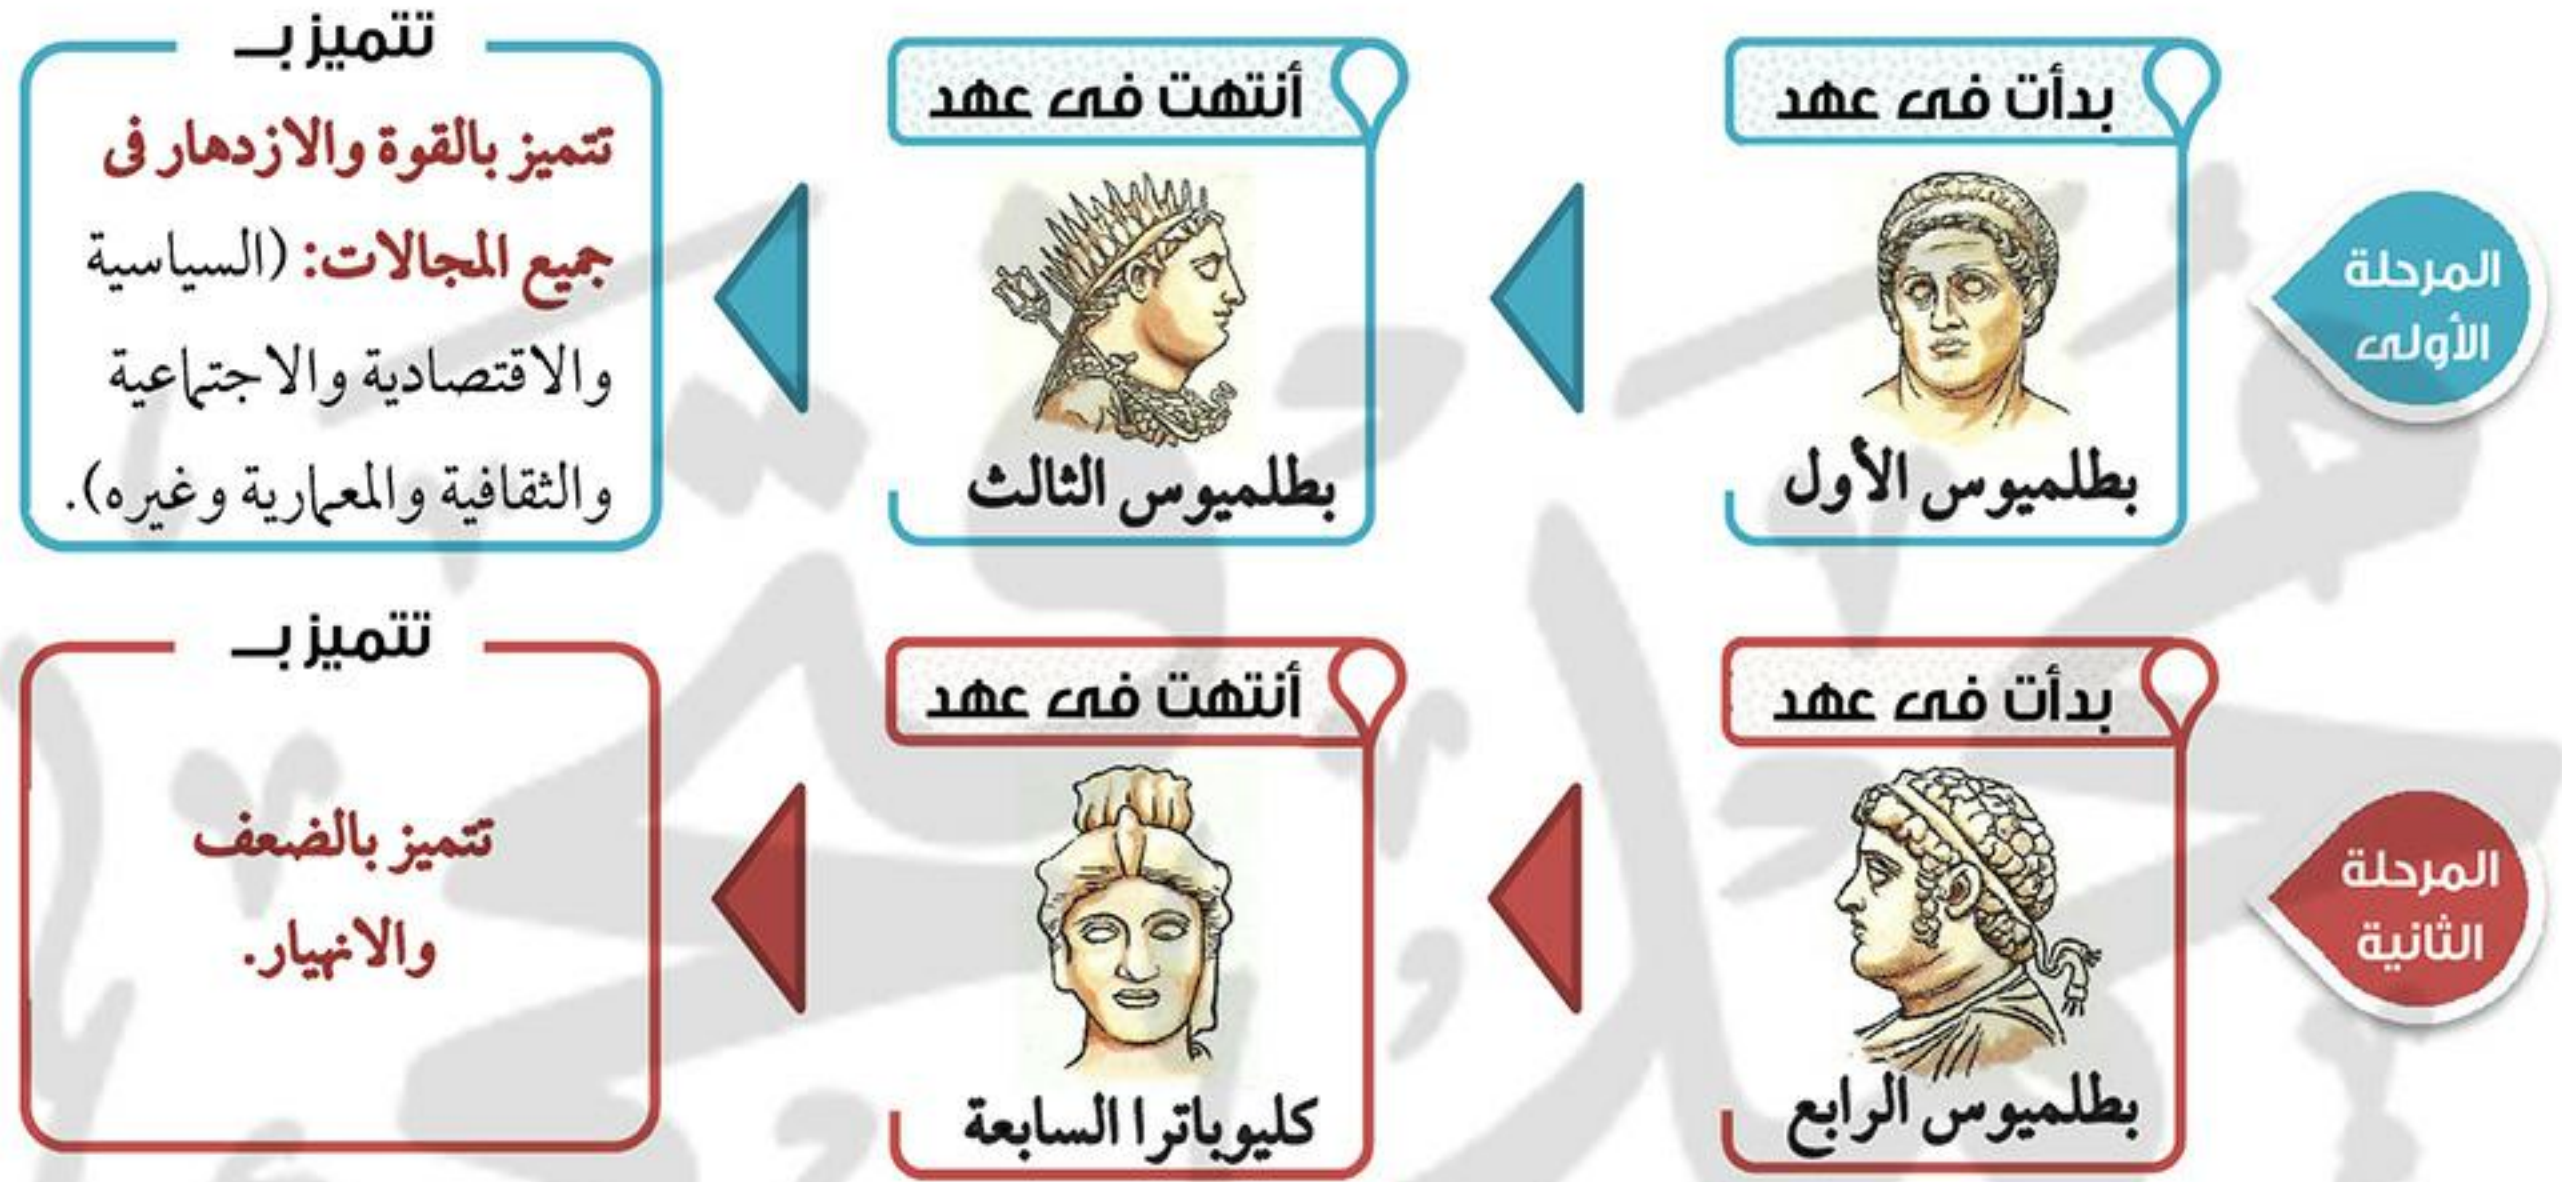 المرحلة
الأولى
بدأت فى عهد
بطلميوس الأول
أنتهت فى عهد
بطلميوس الثالث
تتميز بـ
تتميز بالقوة والازدهار فى
جميع المجالات: (السياسية
والاقتصادية والاجتماعية
والثقافية والمعمارية وغيره).
المرحلة
الثانية
بدأت فى عهد
بطلميوس الرابع
أنتهت فى عهد
كليوباترا السابعة
تتميز بـ
تتميز بالضعف
والانهيار.